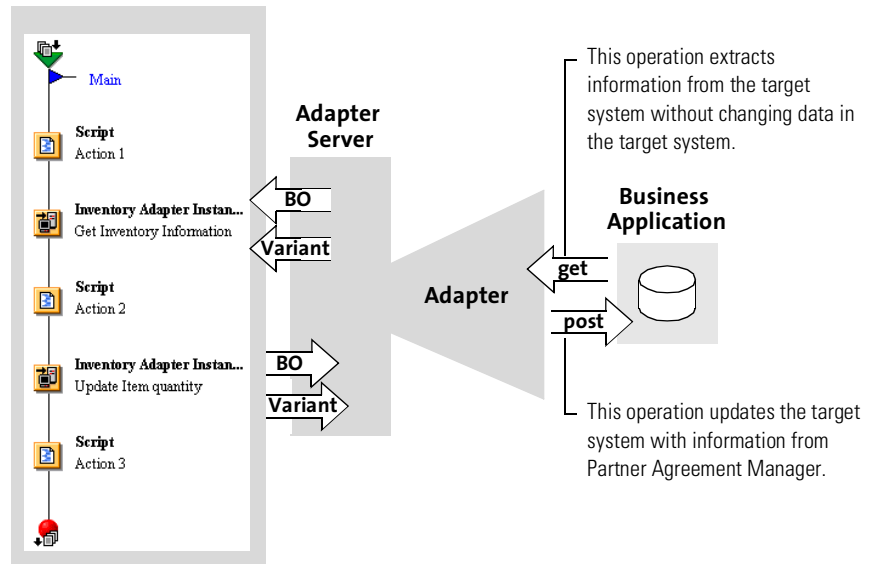 Main
Script
Action 1
Inventory Adapter Instan...
Get Inventory Information
Script
Action 2
Inventory Adapter Instan...
Update Item quantity
Script
Action 3
Adapter
Server
BO
Variant
BO
Variant
Adapter
This operation extracts
information from the target
system without changing data in
the target system.
Business
Application
get
post
This operation updates the target
system with information from
Partner Agreement Manager.